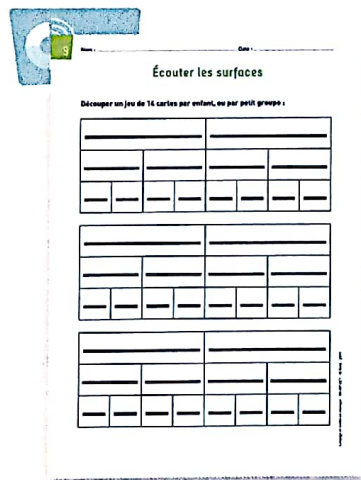 9
Nom : Date :
Écouter les surfaces
Découper un jeu de 14 cartes par enfant, ou par petit groupe :